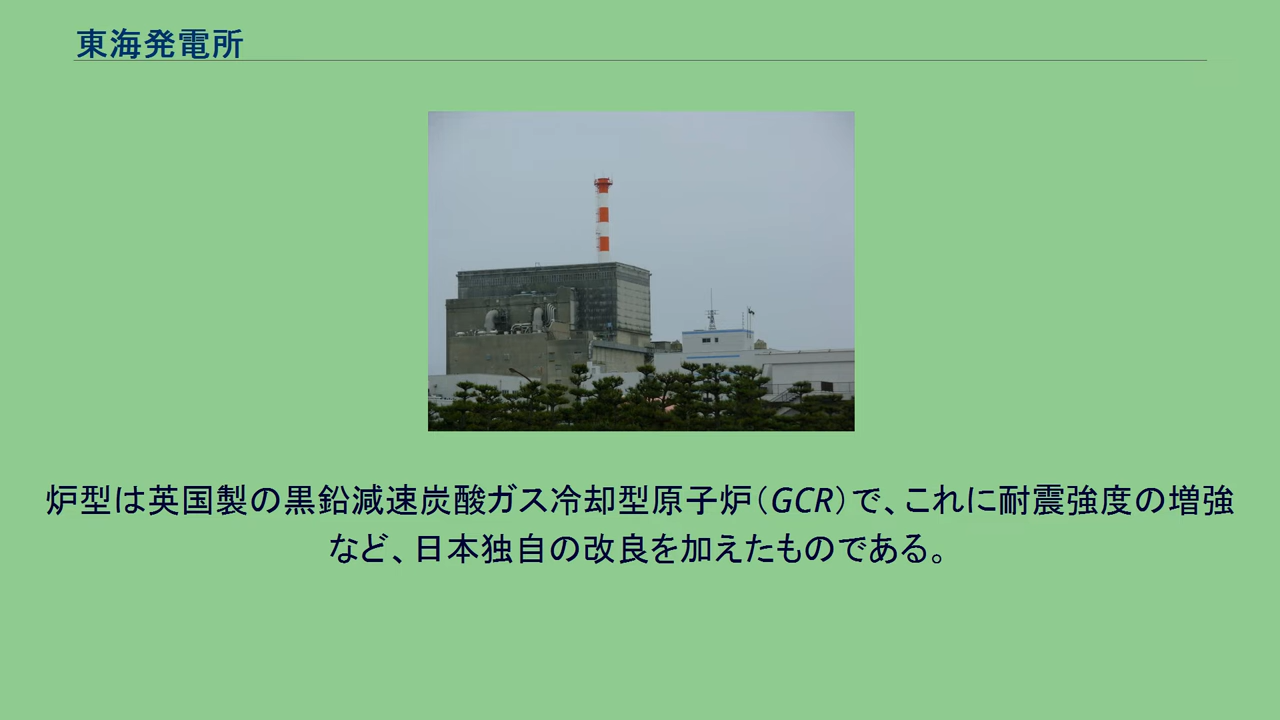 東海発電所
炉型は英国製の黒鉛減速炭酸ガス冷却型原子炉（GCR）で、これに耐震強度の増強
など、日本独自の改良を加えたものである。